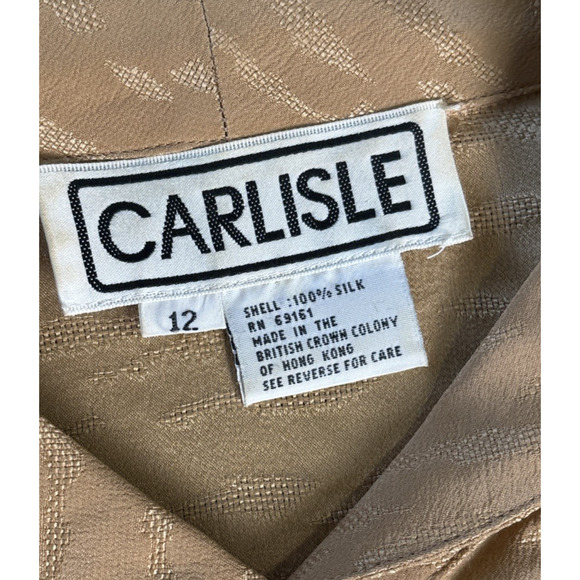 CARLISLE
12
SHELL :100% SILK
RN 69161
MADE IN THE
BRITISH CROWN COLONY
OF HONG KONG
SEE REVERSE FOR CARE